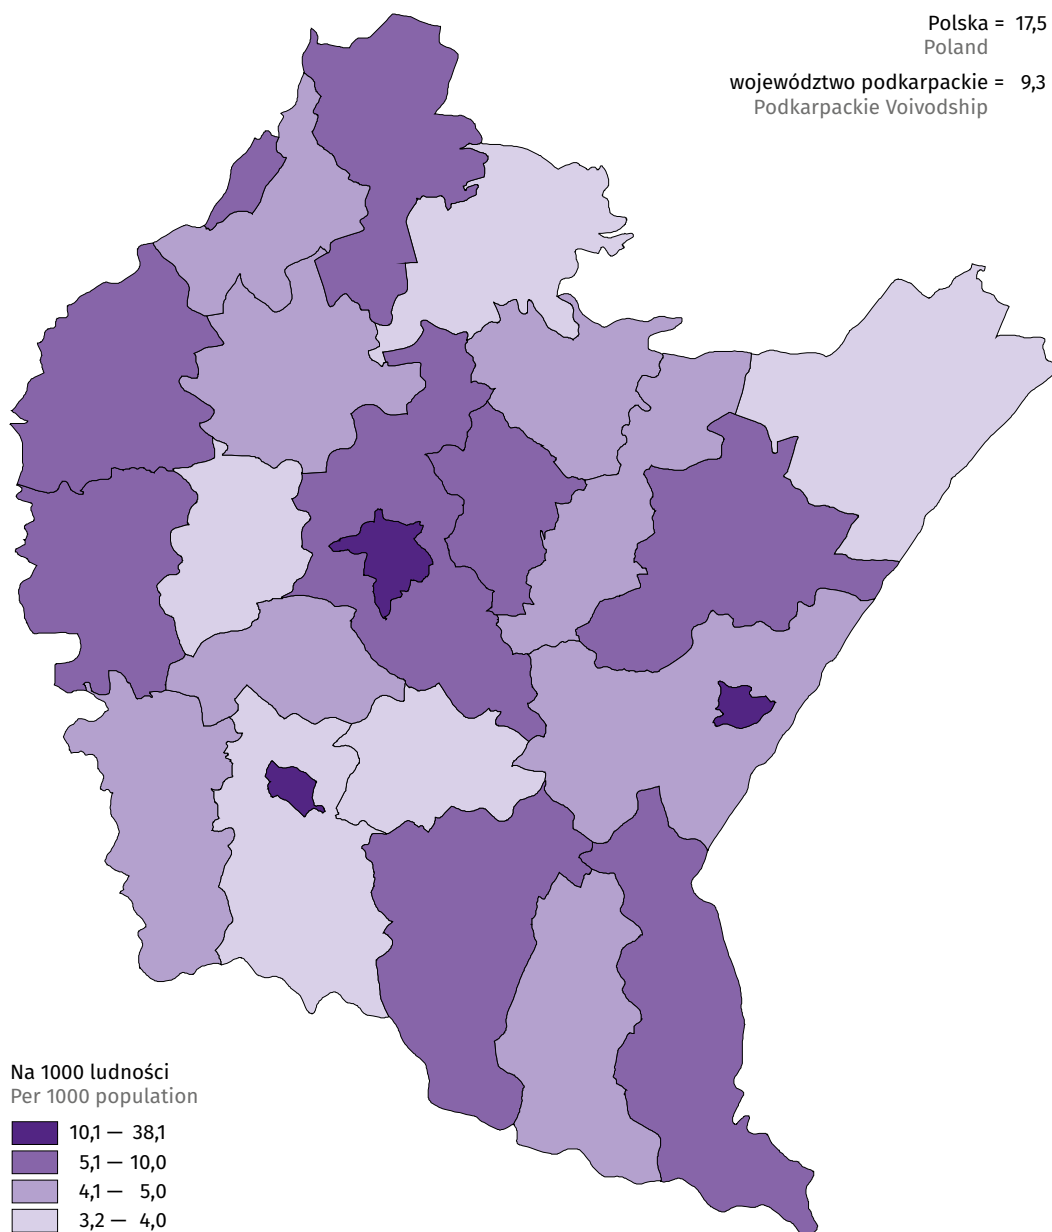 Polska = 17,5
Poland
województwo podkarpackie = 9,3
Podkarpackie Voivodship
Na 1000 ludności
Per 1000 population
10,1 — 38,1
5,1 — 10,0
4,1 — 5,0
3,2 — 4,0